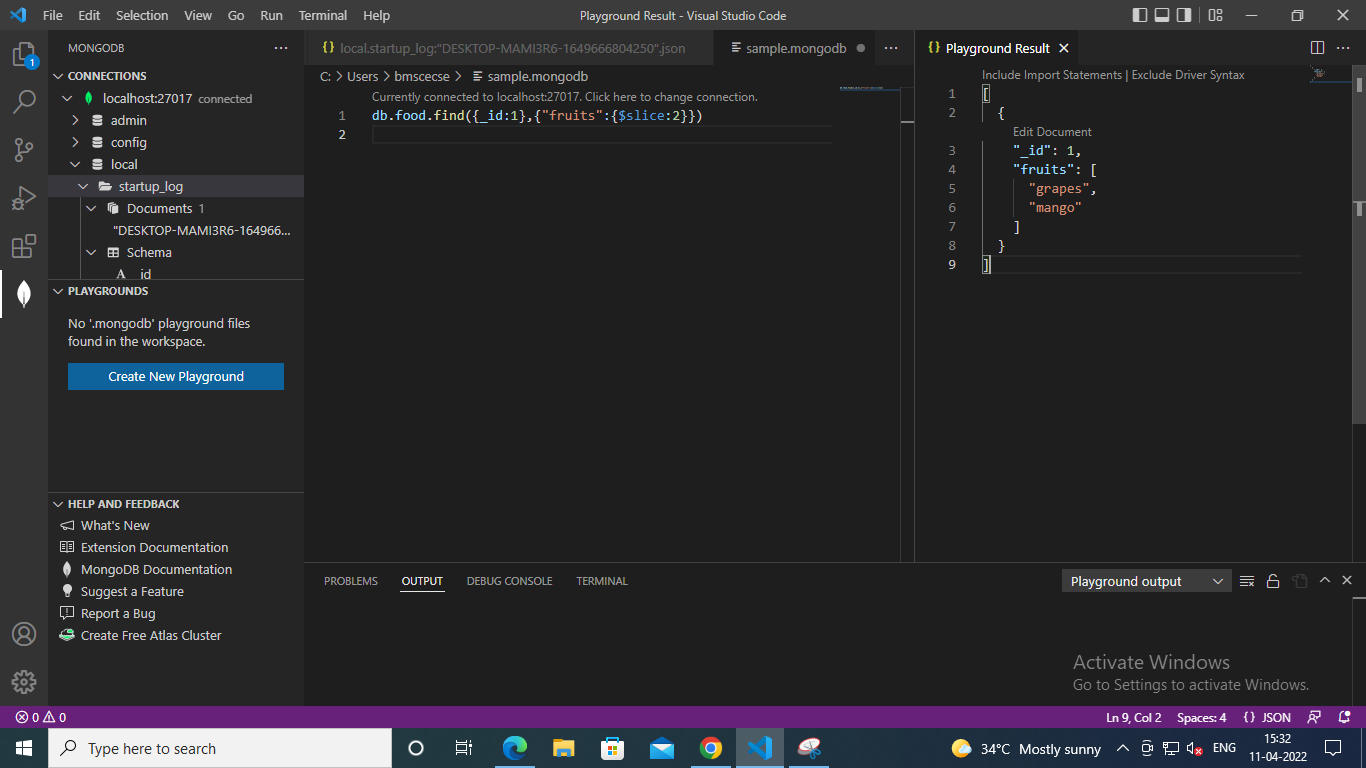 File Edit Selection View Go Run Terminal Help
Playground Result - Visual Studio Code
1
MONGODB
CONNECTIONS
localhost:27017 connected
admin
config
local
startup_log
Documents 1
"DESKTOP-MAMI3R6-164966...
Schema
A id
PLAYGROUNDS
No '.mongodb' playground files
found in the workspace.
Create New Playground
HELP AND FEEDBACK
What's New
Extension Documentation
MongoDB Documentation
Suggest a Feature
Report a Bug
Create Free Atlas Cluster
{} local.startup_log:"DESKTOP-MAMI3R6-1649666804250".json
sample.mongodb
C: > Users > bmscecse > sample.mongodb
Currently connected to localhost:27017. Click here to change connection.
1 db.food.find({_id:1},{"fruits":{$slice:2}})
2
{} Playground Result
Include Import Statements | Exclude Driver Syntax
1 [
2 {
Edit Document
3 "_id": 1,
4 "fruits": [
5 "grapes",
6 "mango"
7 ]
8 }
9 ]
PROBLEMS OUTPUT DEBUG CONSOLE TERMINAL
Playground output
Activate Windows
Go to Settings to activate Windows.
0 0
Ln 9, Col 2 Spaces: 4 {} JSON
Type here to search
34°C Mostly sunny
ENG
15:32
11-04-2022